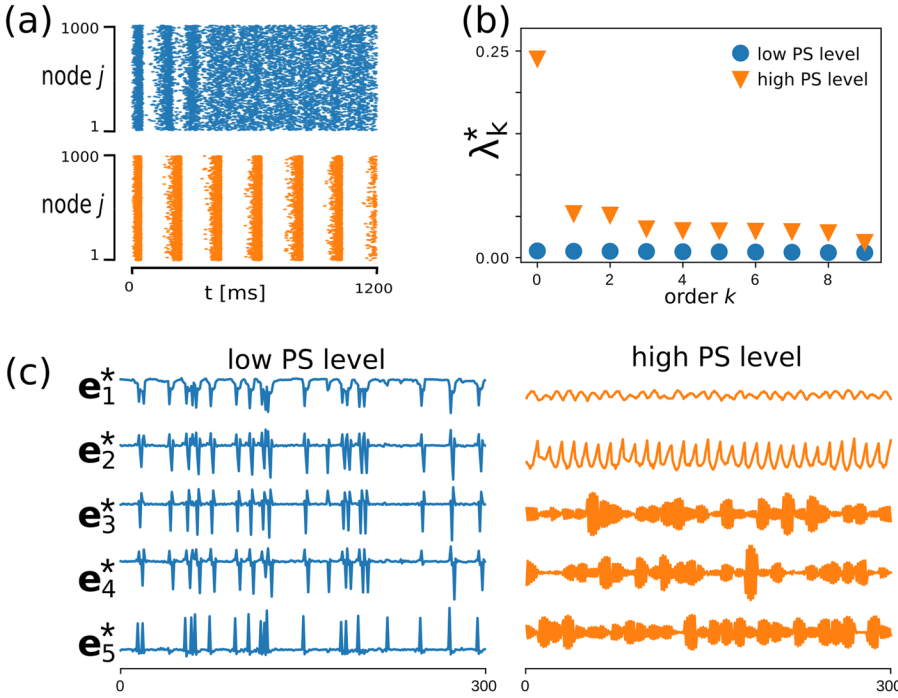 (a)
1000
node j
1
1000
node j
1
0
t [ms]
1200
(b)
0.25
λ*k
0.00
low PS level
high PS level
0 2 4 6 8
order k
(c)
low PS level
high PS level
e*1
e*2
e*3
e*4
e*5
0 300
0 300